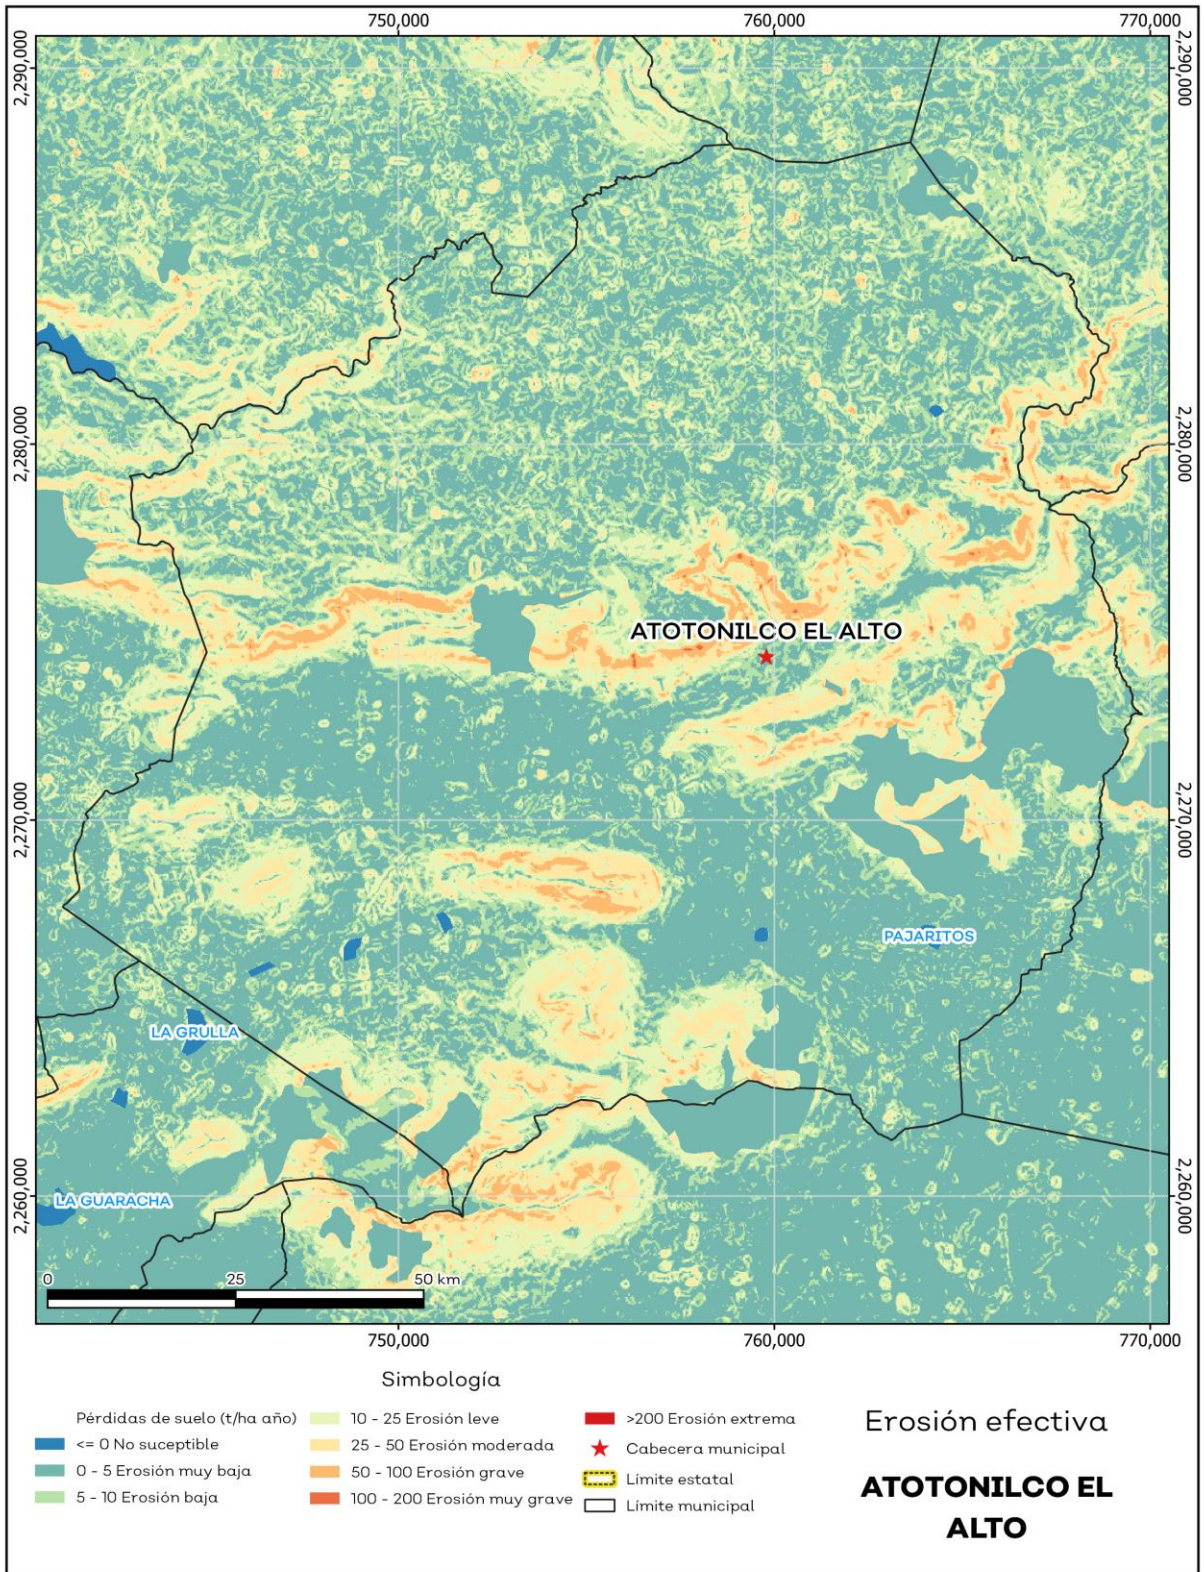 750,000
760,000
770,000
2,290,000
2,290,000
2,280,000
2,280,000
ATOTONILCO EL ALTO
2,270,000
2,270,000
PAJARITOS
LA GRULLA
LA GUARACHA
2,260,000
2,260,000
0
25
50 km
750,000
760,000
770,000
Simbología
Pérdidas de suelo (t/ha año)
<= 0 No suceptible
0 - 5 Erosión muy baja
5 - 10 Erosión baja
10 - 25 Erosión leve
25 - 50 Erosión moderada
50 - 100 Erosión grave
100 - 200 Erosión muy grave
>200 Erosión extrema
Cabecera municipal
Límite estatal
Límite municipal
Erosión efectiva
ATOTONILCO EL
ALTO